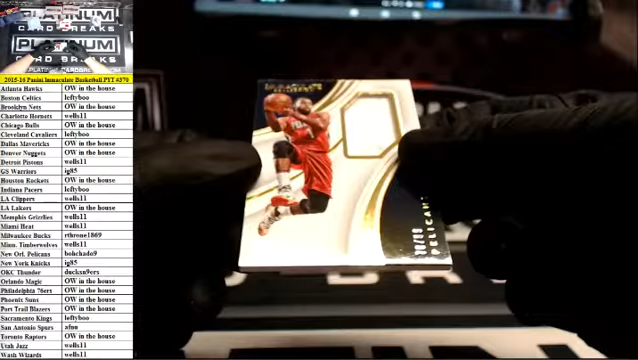 PLATINUM
CARD BREAKS
PLATINUM
CARD BREAKS
2015-16 Panini Immaculate Basketball PYT #370
Atlanta Hawks OW in the house
Boston Celtics leftyboo
Brooklyn Nets OW in the house
Charlotte Hornets wells11
Chicago Bulls OW in the house
Cleveland Cavaliers leftyboo
Dallas Mavericks OW in the house
Denver Nuggets OW in the house
Detroit Pistons wells11
GS Warriors ig85
Houston Rockets OW in the house
Indiana Pacers leftyboo
LA Clippers wells11
LA Lakers OW in the house
Memphis Grizzlies wells11
Miami Heat wells11
Milwaukee Bucks rthrone1869
Minn. Timberwolves wells11
New Orl. Pelicans bobchado9
New York Knicks ig85
OKC Thunder ducksn9ers
Orlando Magic OW in the house
Philadelphia 76ers OW in the house
Phoenix Suns OW in the house
Port Trail Blazers OW in the house
Sacramento Kings leftyboo
San Antonio Spurs
Toronto Raptors OW in the house
Utah Jazz wells11
Wash Wizards wells11
PELICANS